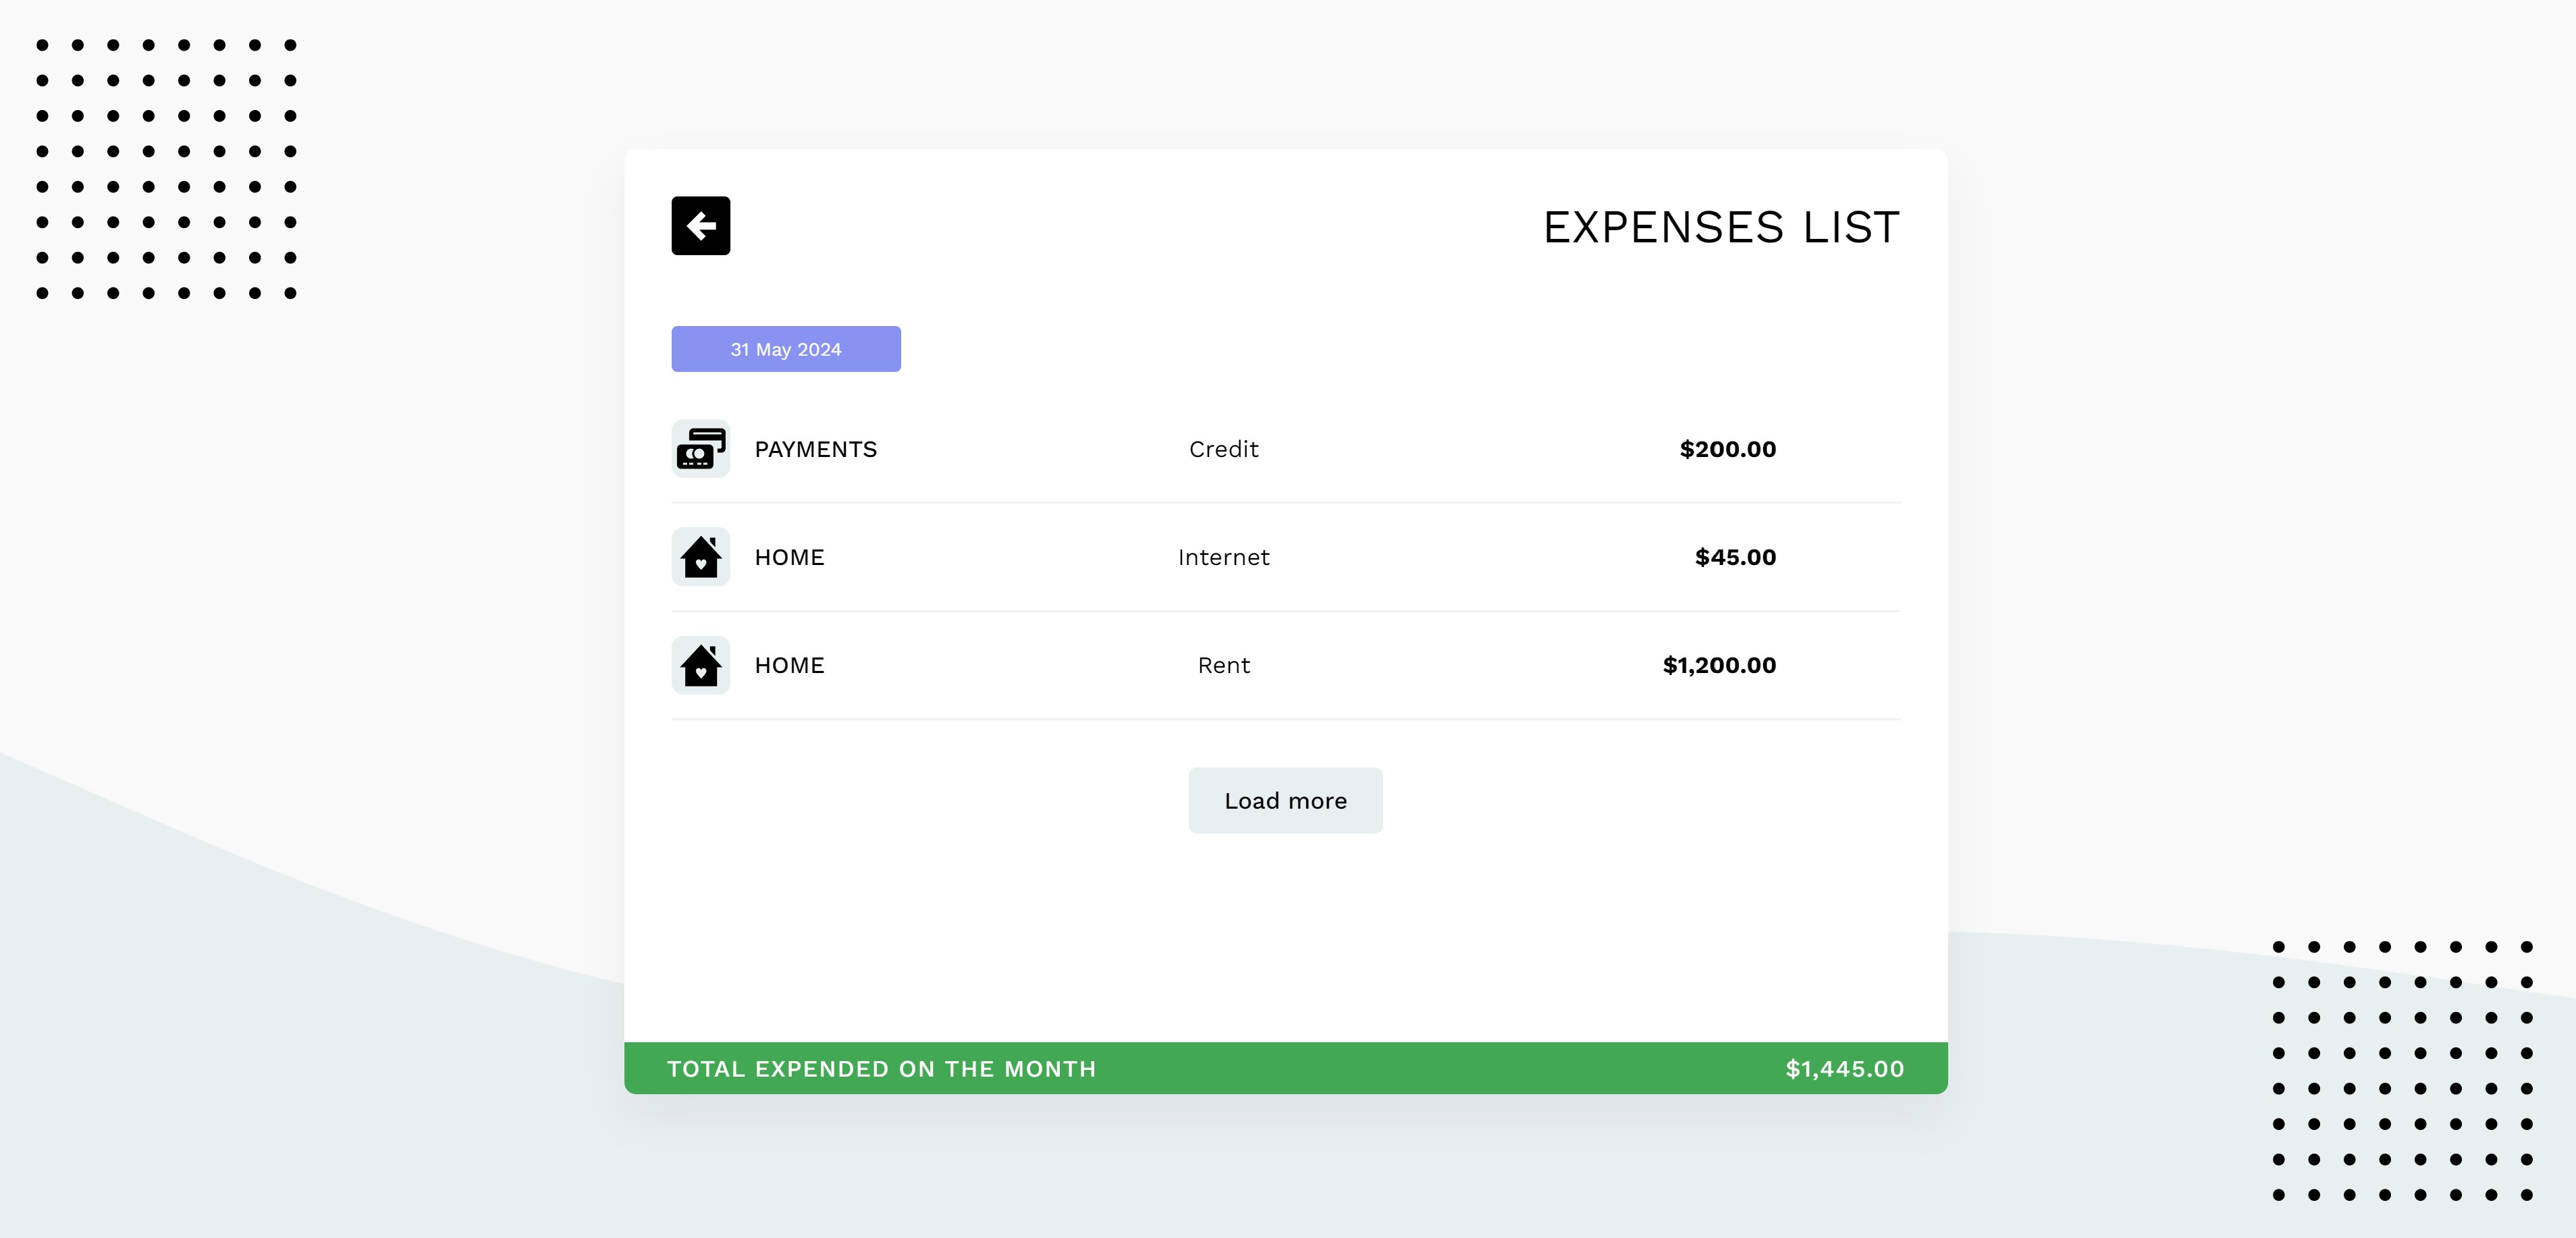 EXPENSES LIST
31 May 2024
PAYMENTS Credit $200.00
HOME Internet $45.00
HOME Rent $1,200.00
Load more
TOTAL EXPENDED ON THE MONTH $1,445.00